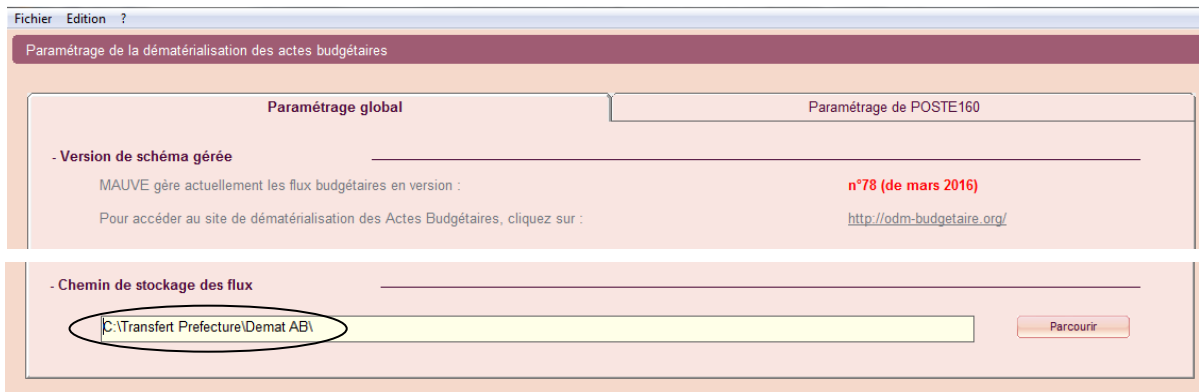 Fichier Edition ?
Paramétrage de la dématérialisation des actes budgétaires
Paramétrage global
Paramétrage de POSTE160
- Version de schéma gérée
MAUVE gère actuellement les flux budgétaires en version : n°78 (de mars 2016)
Pour accéder au site de dématérialisation des Actes Budgétaires, cliquez sur : http://odm-budgetaire.org/
- Chemin de stockage des flux
C:\Transfert Prefecture\Demat AB\ Parcourir